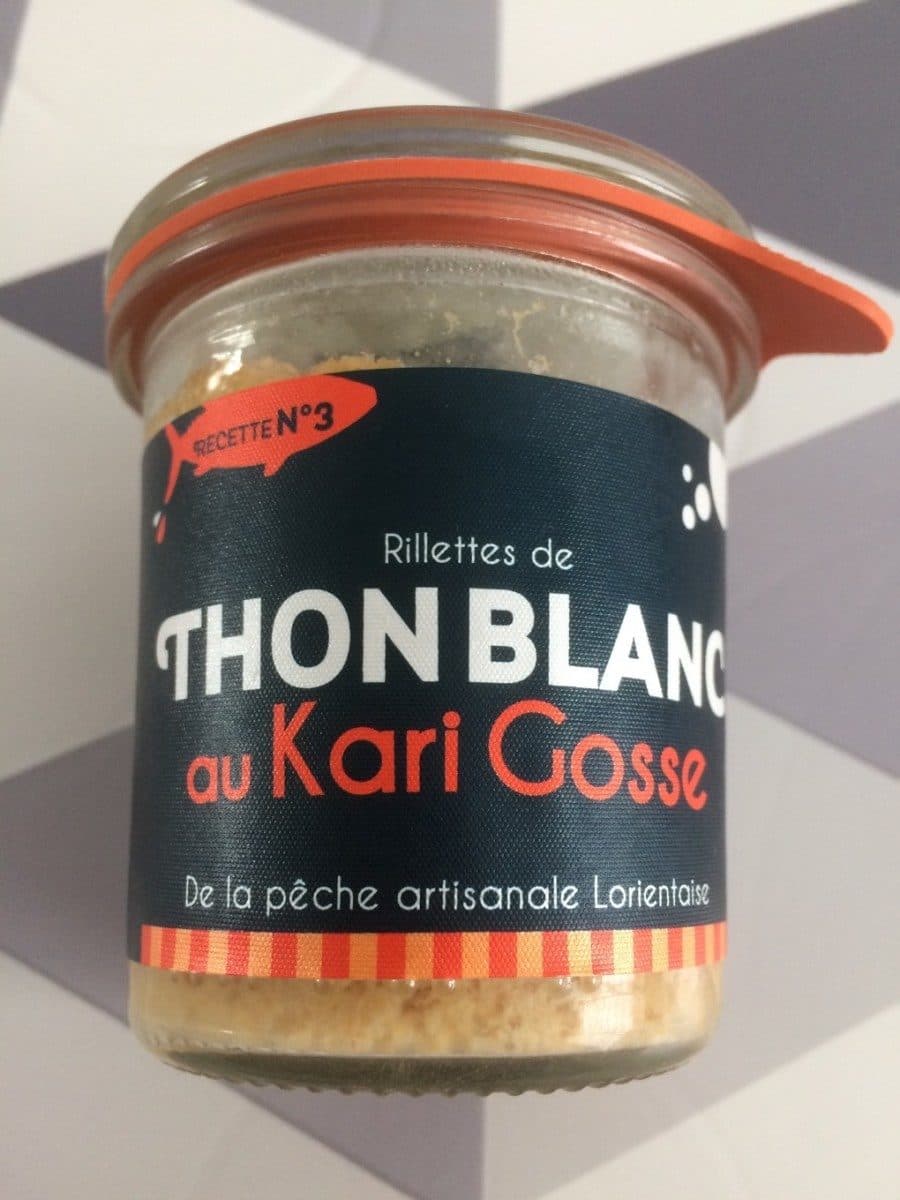 RECETTE N°3
Rillettes de
THON BLANC
au Kari Gosse
De la pêche artisanale Lorientaise